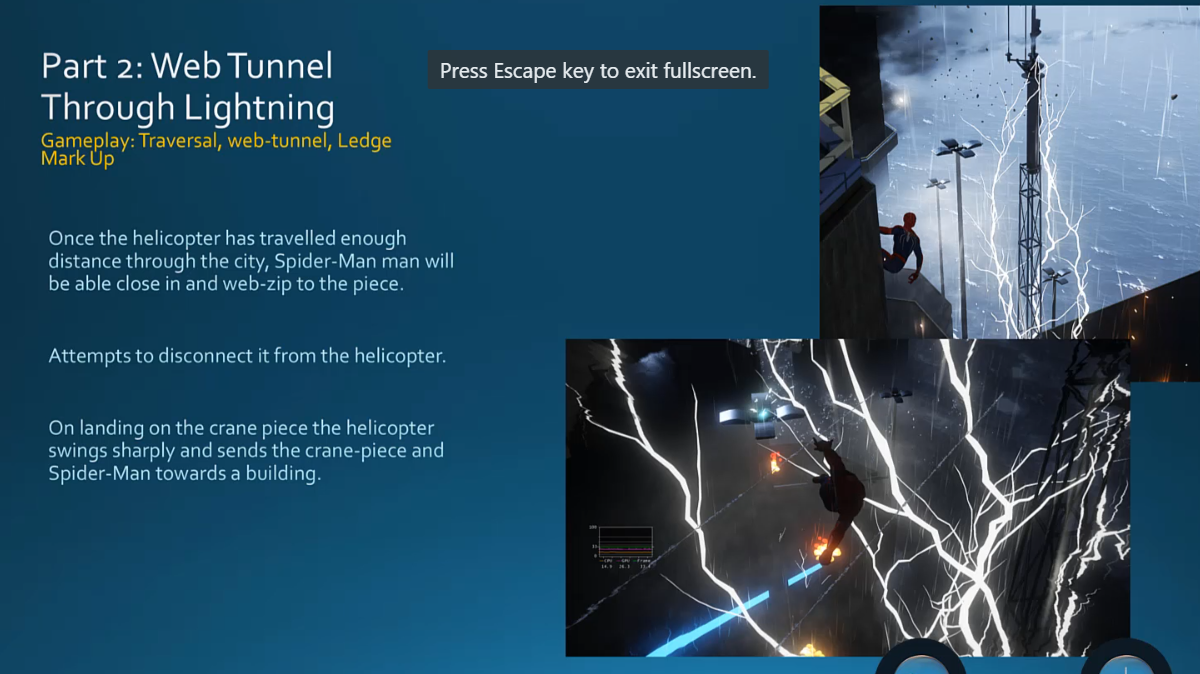 Part 2: Web Tunnel
Through Lightning
Gameplay: Traversal, web-tunnel, Ledge
Mark Up
Press Escape key to exit fullscreen.
Once the helicopter has travelled enough
distance through the city, Spider-Man man will
be able close in and web-zip to the piece.
Attempts to disconnect it from the helicopter.
On landing on the crane piece the helicopter
swings sharply and sends the crane-piece and
Spider-Man towards a building.